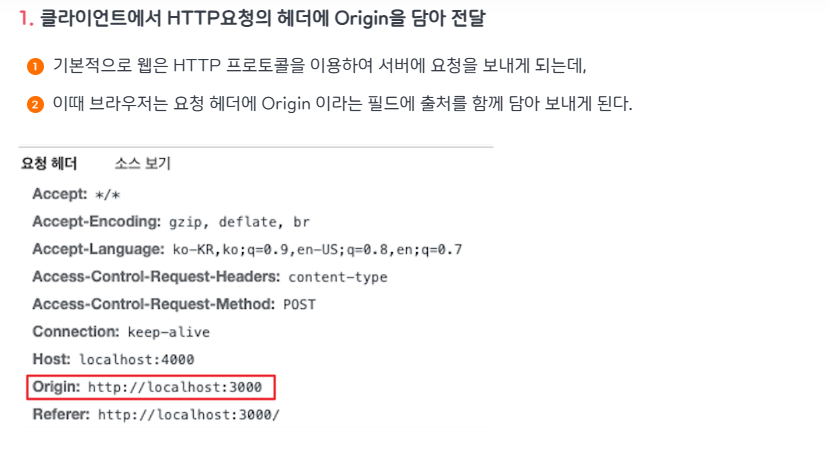 1. 클라이언트에서 HTTP요청의 헤더에 Origin을 담아 전달
1 기본적으로 웹은 HTTP 프로토콜을 이용하여 서버에 요청을 보내게 되는데,
2 이때 브라우저는 요청 헤더에 Origin 이라는 필드에 출처를 함께 담아 보내게 된다.
요청 헤더 소스 보기
Accept: */*
Accept-Encoding: gzip, deflate, br
Accept-Language: ko-KR,ko;q=0.9,en-US;q=0.8,en;q=0.7
Access-Control-Request-Headers: content-type
Access-Control-Request-Method: POST
Connection: keep-alive
Host: localhost:4000
Origin: http://localhost:3000
Referer: http://localhost:3000/